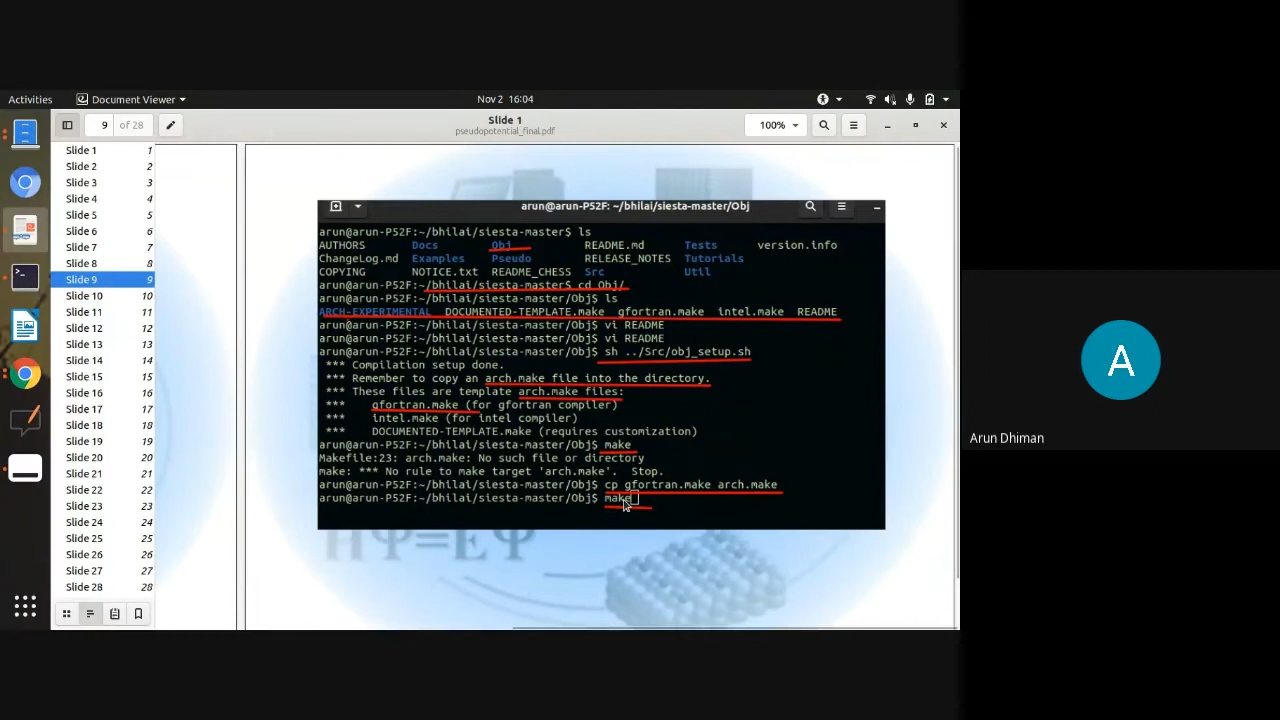 Activities Document Viewer Nov 2 16:04
9 of 28 Slide 1 100%
pseudopotential_final.pdf
Slide 1 1
Slide 2 2
Slide 3 3
Slide 4 4
Slide 5 5
Slide 6 6
Slide 7 7
Slide 8 8
Slide 9 9
Slide 10 10
Slide 11 11
Slide 12 12
Slide 13 13
Slide 14 14
Slide 15 15
Slide 16 16
Slide 17 17
Slide 18 18
Slide 19 19
Slide 20 20
Slide 21 21
Slide 22 22
Slide 23 23
Slide 24 24
Slide 25 25
Slide 26 26
Slide 27 27
Slide 28 28
arun@arun-P52F: ~/bhilai/siesta-master/Obj
arun@arun-P52F:~/bhilai/siesta-master$ ls
AUTHORS Docs Obj README.md Tests version.info
ChangeLog.md Examples Pseudo RELEASE_NOTES Tutorials
COPYING NOTICE.txt README_CHESS Src Util
arun@arun-P52F:~/bhilai/siesta-master$ cd Obj/
arun@arun-P52F:~/bhilai/siesta-master/Obj$ ls
ARCH-EXPERIMENTAL DOCUMENTED-TEMPLATE.make gfortran.make intel.make README
arun@arun-P52F:~/bhilai/siesta-master/Obj$ vi README
arun@arun-P52F:~/bhilai/siesta-master/Obj$ vi README
arun@arun-P52F:~/bhilai/siesta-master/Obj$ sh ../Src/obj_setup.sh
*** Compilation setup done.
*** Remember to copy an arch.make file into the directory.
*** These files are template arch.make files:
*** gfortran.make (for gfortran compiler)
*** intel.make (for intel compiler)
*** DOCUMENTED-TEMPLATE.make (requires customization)
arun@arun-P52F:~/bhilai/siesta-master/Obj$ make
Makefile:23: arch.make: No such file or directory
make: *** No rule to make target 'arch.make'. Stop.
arun@arun-P52F:~/bhilai/siesta-master/Obj$ cp gfortran.make arch.make
arun@arun-P52F:~/bhilai/siesta-master/Obj$ make
HΨ=EΨ
A
Arun Dhiman